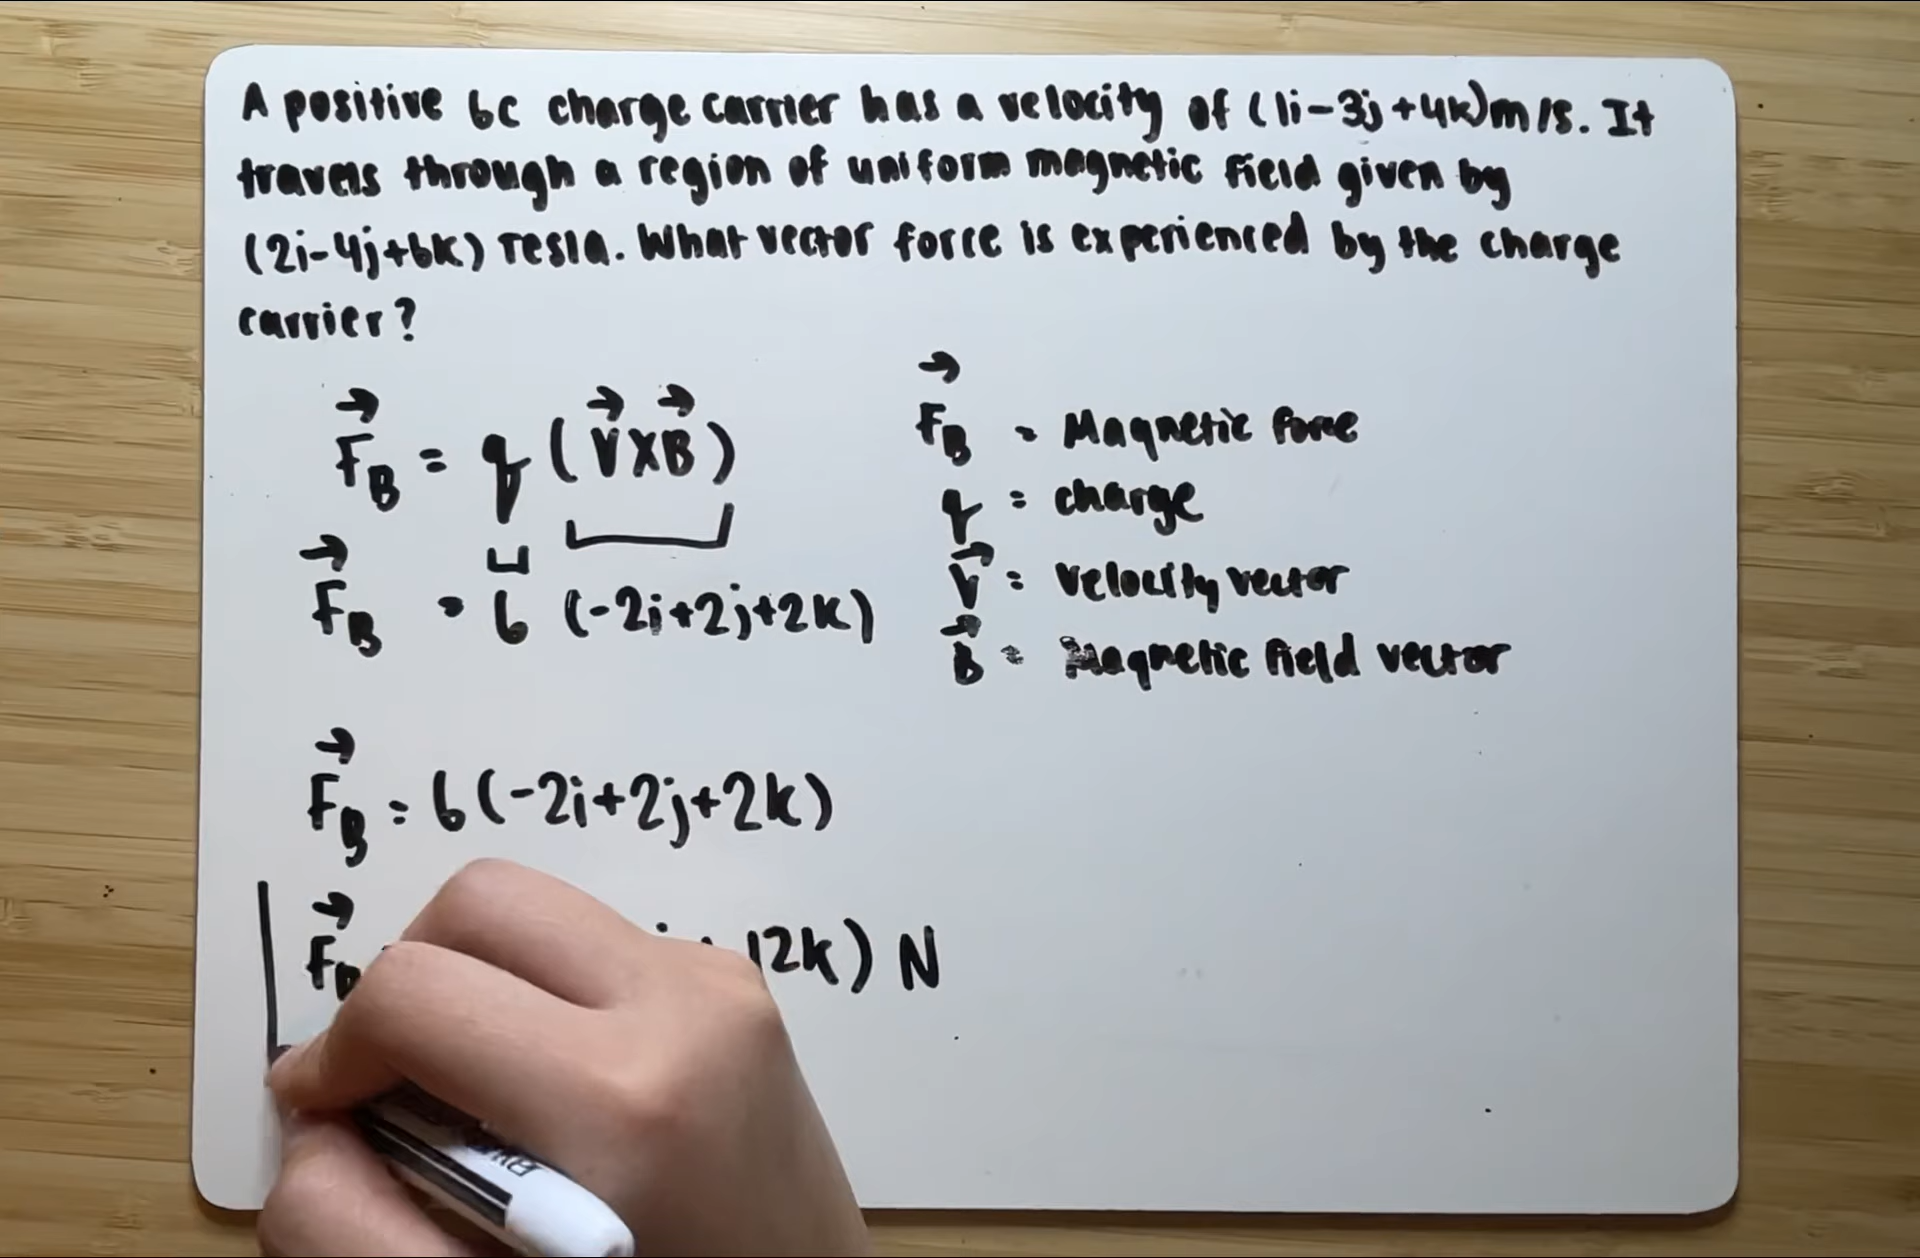 A positive 6C charge carrier has a velocity of (1i-3j+4k)m/s. It
travels through a region of uniform magnetic field given by
(2i-4j+6k) Tesla. What vector force is experienced by the charge
carrier?
F⃗B = q (V⃗ X B⃗)
F⃗B = 6 (-2i+2j+2k)
F⃗B = 6(-2i+2j+2k)
F⃗B 12k) N
F⃗B = Magnetic Force
q = charge
V⃗ = Velocity vector
B⃗ = Magnetic field vector